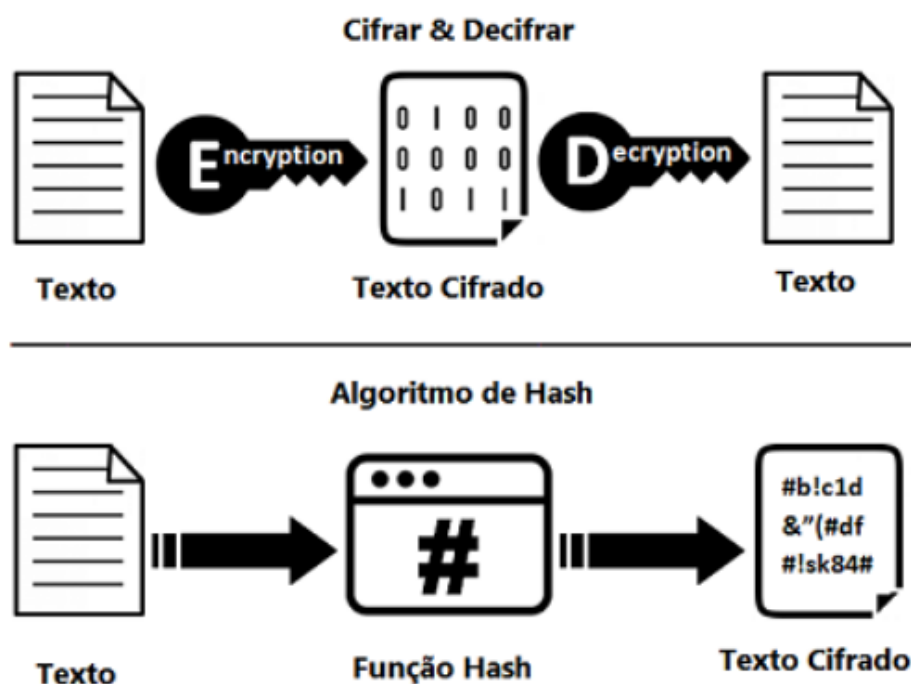 Cifrar & Decifrar
Encryption
0 1 0 0
0 0 0 0
1 0 1 1
Decryption
Texto
Texto Cifrado
Texto
Algoritmo de Hash
#
#b!c1d
&"(#df
#!sk84#
Texto
Função Hash
Texto Cifrado